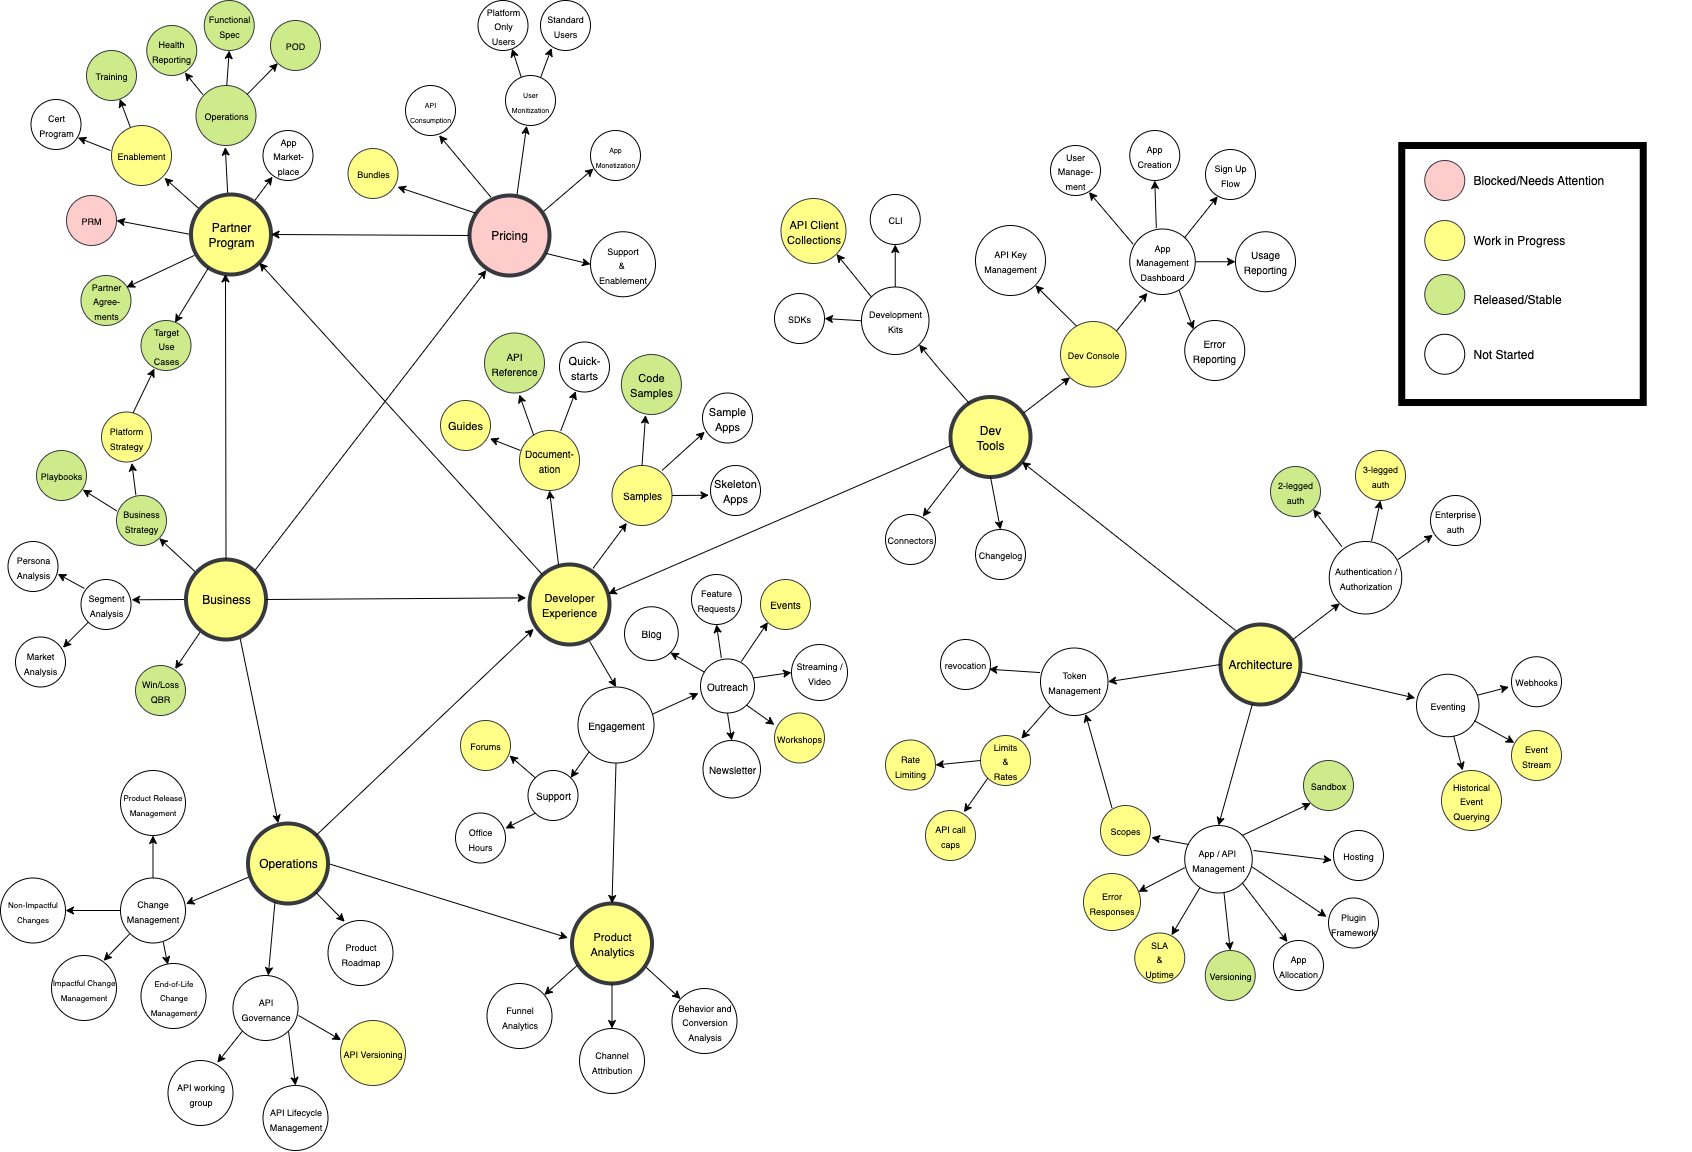 Functional
Spec
Health
Reporting
POD
Training
Operations
Cert
Program
Enablement
App
Market-
place
PRM
Partner
Program
Partner
Agree-
ments
Target
Use
Cases
Platform
Only
Users
Standard
Users
User
Monitization
API
Consumption
App
Monetization
Bundles
Pricing
Support
&
Enablement
Platform
Strategy
Playbooks
Business
Strategy
Persona
Analysis
Segment
Analysis
Business
Market
Analysis
Win/Loss
QBR
API
Reference
Quick-
starts
Code
Samples
Guides
Document-
ation
Sample
Apps
Samples
Skeleton
Apps
Developer
Experience
Feature
Requests
Events
Blog
Outreach
Streaming /
Video
Engagement
Workshops
Newsletter
Forums
Support
Office
Hours
API Client
Collections
CLI
SDKs
Development
Kits
API Key
Management
Dev Console
User
Manage-
ment
App
Creation
Sign Up
Flow
App
Management
Dashboard
Usage
Reporting
Error
Reporting
Dev
Tools
Connectors
Changelog
Blocked/Needs Attention
Work in Progress
Released/Stable
Not Started
2-legged
auth
3-legged
auth
Enterprise
auth
Authentication /
Authorization
Architecture
revocation
Token
Management
Limits
&
Rates
Rate
Limiting
API call
caps
Webhooks
Eventing
Event
Stream
Historical
Event
Querying
Scopes
App / API
Management
Sandbox
Hosting
Error
Responses
SLA
&
Uptime
Versioning
App
Allocation
Plugin
Framework
Product Release
Management
Operations
Non-Impactful
Changes
Change
Management
Impactful Change
Management
End-of-Life
Change
Management
Product
Roadmap
API
Governance
API Versioning
API working
group
API Lifecycle
Management
Product
Analytics
Funnel
Analytics
Channel
Attribution
Behavior and
Conversion
Analysis